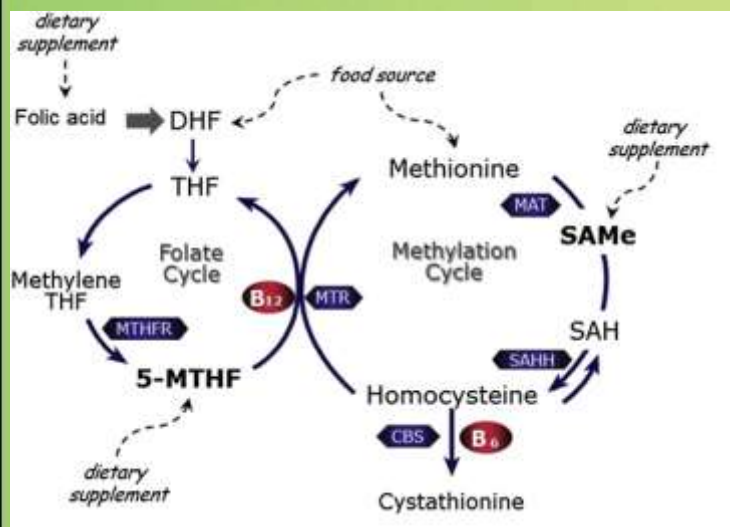 dietary
supplement
food source
Folic acid
DHF
dietary
supplement
Methionine
THF
MAT
SAMe
Folate
Cycle
Methylation
Cycle
Methylene
THF
B12
MTR
MTHFR
SAH
SAHH
5-MTHF
Homocysteine
CBS
B6
dietary
supplement
Cystathionine